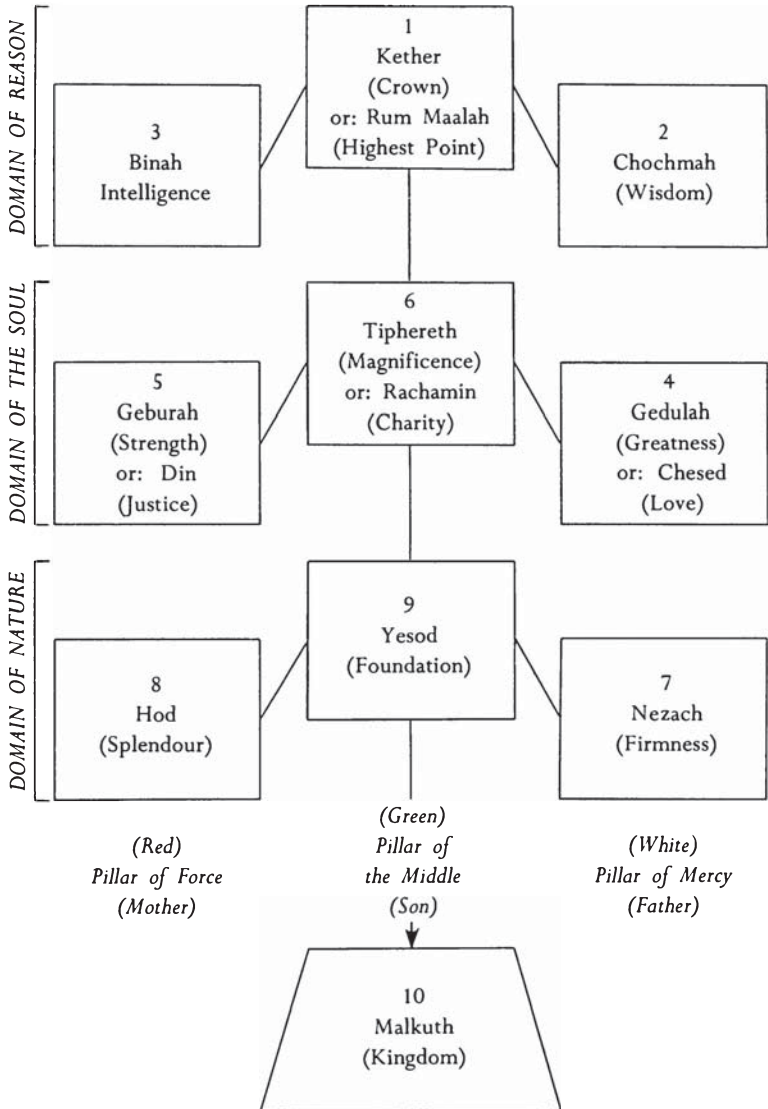 DOMAIN OF REASON
1
Kether
(Crown)
or: Rum Maalah
(Highest Point)
3
Binah
Intelligence
2
Chochmah
(Wisdom)
DOMAIN OF THE SOUL
6
Tiphereth
(Magnificence)
or: Rachamin
(Charity)
5
Geburah
(Strength)
or: Din
(Justice)
4
Gedulah
(Greatness)
or: Chesed
(Love)
DOMAIN OF NATURE
9
Yesod
(Foundation)
8
Hod
(Splendour)
7
Nezach
(Firmness)
(Red)
Pillar of Force
(Mother)
(Green)
Pillar of
the Middle
(Son)
(White)
Pillar of Mercy
(Father)
10
Malkuth
(Kingdom)